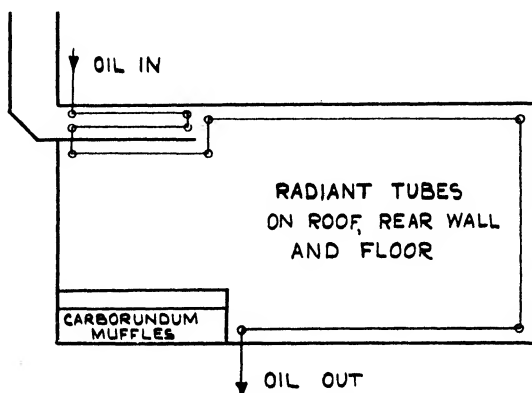 OIL IN
RADIANT TUBES
ON ROOF, REAR WALL
AND FLOOR
CARBORUNDUM
MUFFLES
OIL OUT